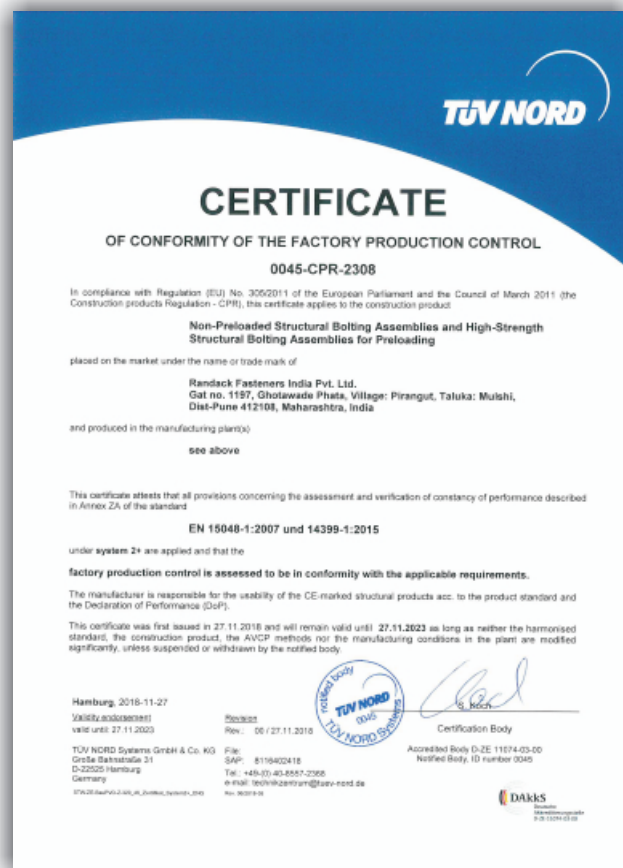 TÜV NORD
CERTIFICATE
OF CONFORMITY OF THE FACTORY PRODUCTION CONTROL
0045-CPR-2308
In compliance with Regulation (EU) No. 305/2011 of the European Parliament and the Council of March 2011 (the
Construction products Regulation - CPR), this certificate applies to the construction product
Non-Preloaded Structural Bolting Assemblies and High-Strength
Structural Bolting Assemblies for Preloading
placed on the market under the name or trade mark of
Randack Fasteners India Pvt. Ltd.
Gat no. 1197, Ghotawade Phata, Village: Pirangut, Taluka: Mulshi,
Dist-Pune 412108, Maharashtra, India
and produced in the manufacturing plant(s)
see above
This certificate attests that all provisions concerning the assessment and verification of constancy of performance described
in Annex ZA of the standard
EN 15048-1:2007 und 14399-1:2015
under system 2+ are applied and that the
factory production control is assessed to be in conformity with the applicable requirements.
The manufacturer is responsible for the usability of the CE-marked structural products acc. to the product standard and
the Declaration of Performance (DoP).
This certificate was first issued in 27.11.2018 and will remain valid until 27.11.2023 as long as neither the harmonised
standard, the construction product, the AVCP methods nor the manufacturing conditions in the plant are modified
significantly, unless suspended or withdrawn by the notified body.
notified body
TÜV NORD
0045
TÜV NORD Systems
Hamburg, 2018-11-27
S. Koch
Validity endorsement
valid until: 27.11.2023
Revision
Rev.: 00 / 27.11.2018
Certification Body
TÜV NORD Systems GmbH & Co. KG
Große Bahnstraße 31
D-22525 Hamburg
Germany
File:
SAP: 8116402418
Tel.: +49-(0) 40-8557-2368
e-mail: technikzentrum@tuev-nord.de
Accredited Body D-ZE 11074-03-00
Notified Body, ID number 0045
DAkkS
Deutsche
Akkreditierungsstelle
D-ZE-11074-03-00